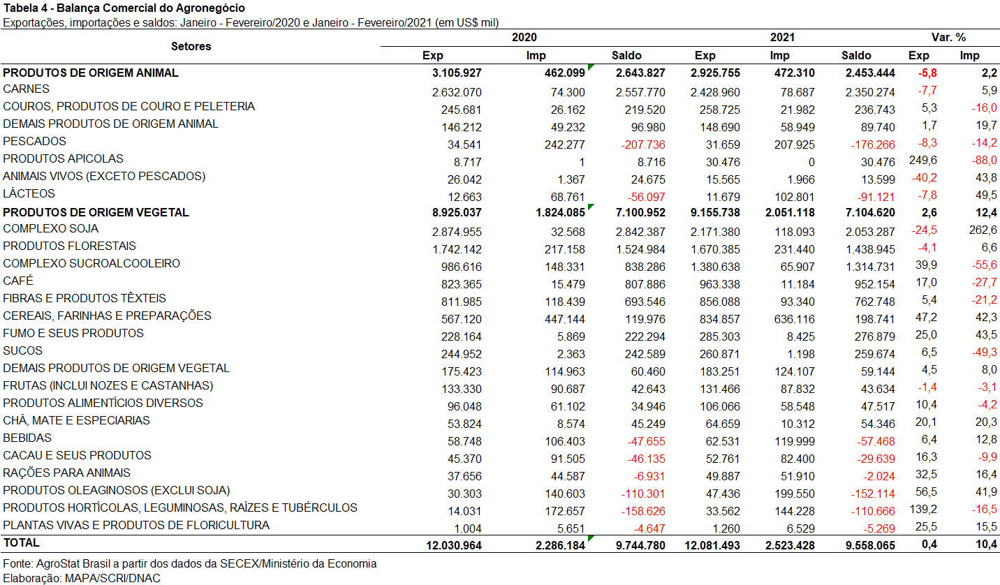 Tabela 4 - Balança Comercial do Agronegócio
Exportações, importações e saldos: Janeiro - Fevereiro/2020 e Janeiro - Fevereiro/2021 (em US$ mil)
Setores 2020 2021 Var. %
Exp Imp Saldo Exp Imp Saldo Exp Imp
PRODUTOS DE ORIGEM ANIMAL 3.105.927 462.099 2.643.827 2.925.755 472.310 2.453.444 -5,8 2,2
CARNES 2.632.070 74.300 2.557.770 2.428.960 78.687 2.350.274 -7,7 5,9
COUROS, PRODUTOS DE COURO E PELETERIA 245.681 26.162 219.520 258.725 21.982 236.743 5,3 -16,0
DEMAIS PRODUTOS DE ORIGEM ANIMAL 146.212 49.232 96.980 148.690 58.949 89.740 1,7 19,7
PESCADOS 34.541 242.277 -207.736 31.659 207.925 -176.266 -8,3 -14,2
PRODUTOS APICOLAS 8.717 1 8.716 30.476 0 30.476 249,6 -88,0
ANIMAIS VIVOS (EXCETO PESCADOS) 26.042 1.367 24.675 15.565 1.966 13.599 -40,2 43,8
LÁCTEOS 12.663 68.761 -56.097 11.679 102.801 -91.121 -7,8 49,5
PRODUTOS DE ORIGEM VEGETAL 8.925.037 1.824.085 7.100.952 9.155.738 2.051.118 7.104.620 2,6 12,4
COMPLEXO SOJA 2.874.955 32.568 2.842.387 2.171.380 118.093 2.053.287 -24,5 262,6
PRODUTOS FLORESTAIS 1.742.142 217.158 1.524.984 1.670.385 231.440 1.438.945 -4,1 6,6
COMPLEXO SUCROALCOOLEIRO 986.616 148.331 838.286 1.380.638 65.907 1.314.731 39,9 -55,6
CAFÉ 823.365 15.479 807.886 963.338 11.184 952.154 17,0 -27,7
FIBRAS E PRODUTOS TÊXTEIS 811.985 118.439 693.546 856.088 93.340 762.748 5,4 -21,2
CEREAIS, FARINHAS E PREPARAÇÕES 567.120 447.144 119.976 834.857 636.116 198.741 47,2 42,3
FUMO E SEUS PRODUTOS 228.164 5.869 222.294 285.303 8.425 276.879 25,0 43,5
SUCOS 244.952 2.363 242.589 260.871 1.198 259.674 6,5 -49,3
DEMAIS PRODUTOS DE ORIGEM VEGETAL 175.423 114.963 60.460 183.251 124.107 59.144 4,5 8,0
FRUTAS (INCLUI NOZES E CASTANHAS) 133.330 90.687 42.643 131.466 87.832 43.634 -1,4 -3,1
PRODUTOS ALIMENTÍCIOS DIVERSOS 96.048 61.102 34.946 106.066 58.548 47.517 10,4 -4,2
CHÁ, MATE E ESPECIARIAS 53.824 8.574 45.249 64.659 10.312 54.346 20,1 20,3
BEBIDAS 58.748 106.403 -47.655 62.531 119.999 -57.468 6,4 12,8
CACAU E SEUS PRODUTOS 45.370 91.505 -46.135 52.761 82.400 -29.639 16,3 -9,9
RAÇÕES PARA ANIMAIS 37.656 44.587 -6.931 49.887 51.910 -2.024 32,5 16,4
PRODUTOS OLEAGINOSOS (EXCLUI SOJA) 30.303 140.603 -110.301 47.436 199.550 -152.114 56,5 41,9
PRODUTOS HORTÍCOLAS, LEGUMINOSAS, RAÍZES E TUBÉRCULOS 14.031 172.657 -158.626 33.562 144.228 -110.666 139,2 -16,5
PLANTAS VIVAS E PRODUTOS DE FLORICULTURA 1.004 5.651 -4.647 1.260 6.529 -5.269 25,5 15,5
TOTAL 12.030.964 2.286.184 9.744.780 12.081.493 2.523.428 9.558.065 0,4 10,4
Fonte: AgroStat Brasil a partir dos dados da SECEX/Ministério da Economia
Elaboração: MAPA/SCRI/DNAC